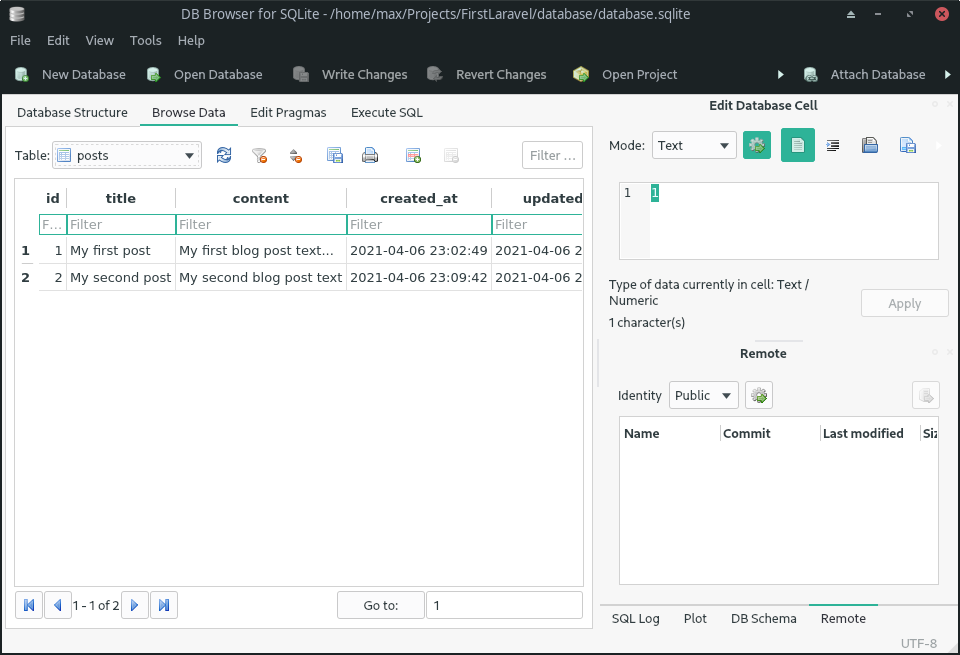 DB Browser for SQLite - /home/max/Projects/FirstLaravel/database/database.sqlite
File Edit View Tools Help
New Database Open Database Write Changes Revert Changes Open Project Attach Database
Database Structure Browse Data Edit Pragmas Execute SQL
Table: posts Filter ...
id title content created_at updated
F... Filter Filter Filter Filter
1 1 My first post My first blog post text... 2021-04-06 23:02:49 2021-04-06 2
2 2 My second post My second blog post text 2021-04-06 23:09:42 2021-04-06 2
1 - 1 of 2 Go to: 1
Edit Database Cell
Mode: Text
1 1
Type of data currently in cell: Text /
Numeric
1 character(s)
Apply
Remote
Identity Public
Name Commit Last modified Siz
SQL Log Plot DB Schema Remote
UTF-8